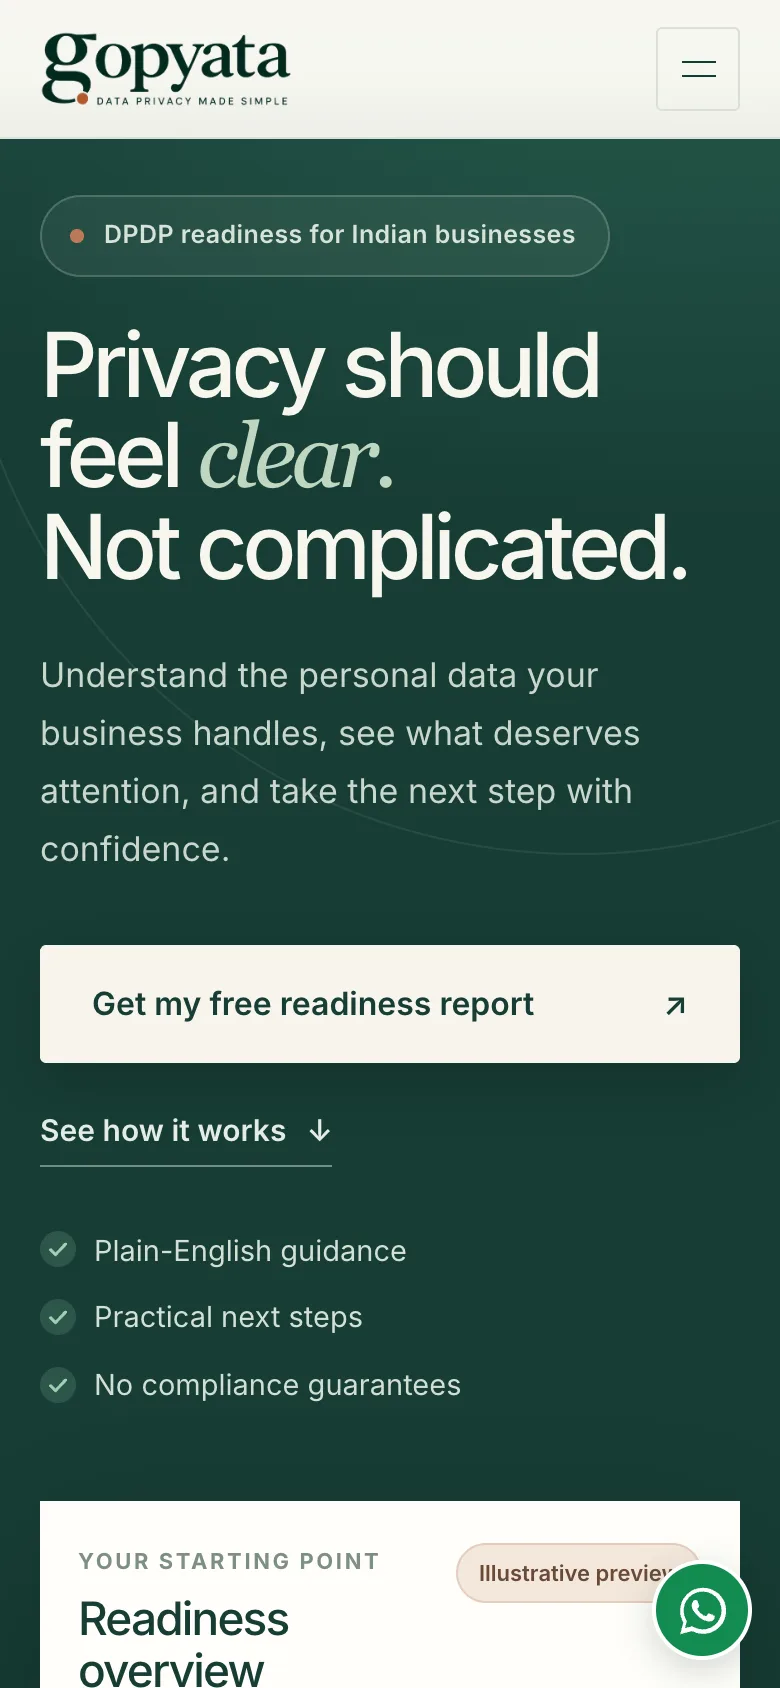 gopyata
DATA PRIVACY MADE SIMPLE
DPDP readiness for Indian businesses
Privacy should
feel clear.
Not complicated.
Understand the personal data your
business handles, see what deserves
attention, and take the next step with
confidence.
Get my free readiness report
See how it works
Plain-English guidance
Practical next steps
No compliance guarantees
YOUR STARTING POINT
Illustrative preview
Readiness
overview